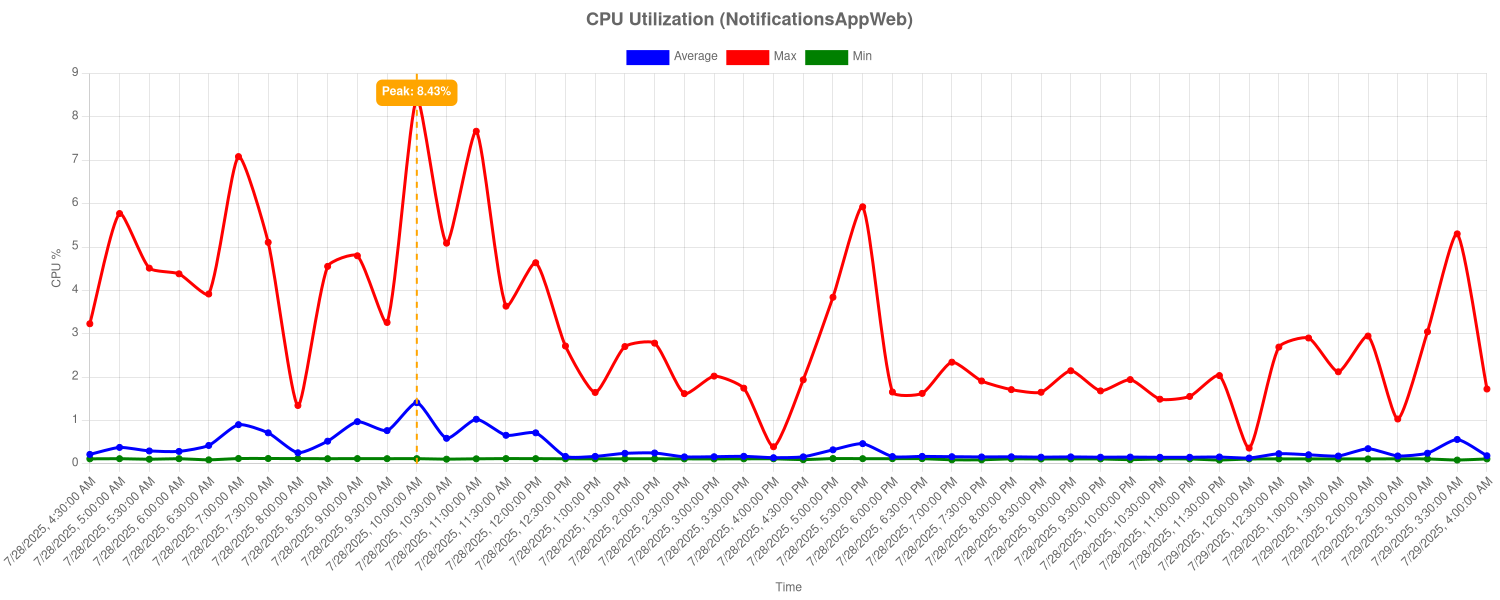 CPU Utilization (NotificationsAppWeb)
Average Max Min
Peak: 8.43%
CPU %
9
8
7
6
5
4
3
2
1
0
7/28/2025, 4:30:00 AM
7/28/2025, 5:00:00 AM
7/28/2025, 5:30:00 AM
7/28/2025, 6:00:00 AM
7/28/2025, 6:30:00 AM
7/28/2025, 7:00:00 AM
7/28/2025, 7:30:00 AM
7/28/2025, 8:00:00 AM
7/28/2025, 8:30:00 AM
7/28/2025, 9:00:00 AM
7/28/2025, 9:30:00 AM
7/28/2025, 10:00:00 AM
7/28/2025, 10:30:00 AM
7/28/2025, 11:00:00 AM
7/28/2025, 11:30:00 AM
7/28/2025, 12:00:00 PM
7/28/2025, 12:30:00 PM
7/28/2025, 1:00:00 PM
7/28/2025, 1:30:00 PM
7/28/2025, 2:00:00 PM
7/28/2025, 2:30:00 PM
7/28/2025, 3:00:00 PM
7/28/2025, 3:30:00 PM
7/28/2025, 4:00:00 PM
7/28/2025, 4:30:00 PM
7/28/2025, 5:00:00 PM
7/28/2025, 5:30:00 PM
7/28/2025, 6:00:00 PM
7/28/2025, 6:30:00 PM
7/28/2025, 7:00:00 PM
7/28/2025, 7:30:00 PM
7/28/2025, 8:00:00 PM
7/28/2025, 8:30:00 PM
7/28/2025, 9:00:00 PM
7/28/2025, 9:30:00 PM
7/28/2025, 10:00:00 PM
7/28/2025, 10:30:00 PM
7/28/2025, 11:00:00 PM
7/28/2025, 11:30:00 PM
7/29/2025, 12:00:00 AM
7/29/2025, 12:30:00 AM
7/29/2025, 1:00:00 AM
7/29/2025, 1:30:00 AM
7/29/2025, 2:00:00 AM
7/29/2025, 2:30:00 AM
7/29/2025, 3:00:00 AM
7/29/2025, 3:30:00 AM
7/29/2025, 4:00:00 AM
Time